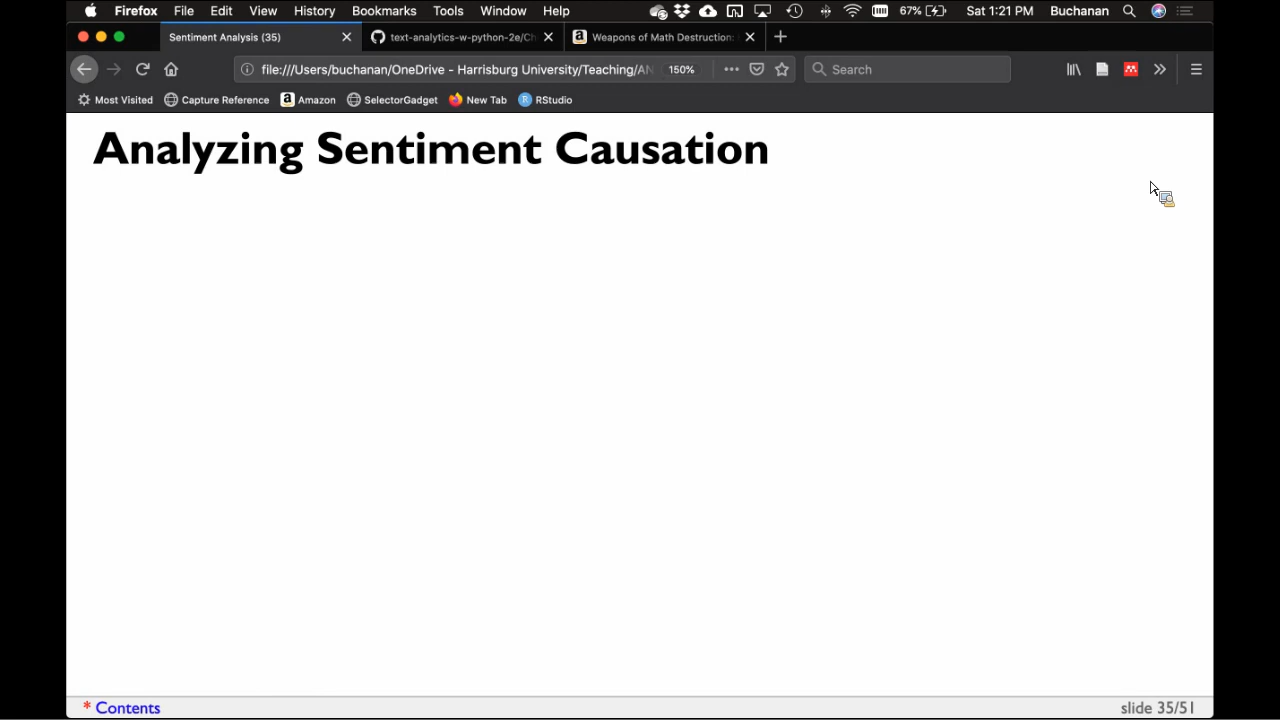 Firefox File Edit View History Bookmarks Tools Window Help 67% Sat 1:21 PM Buchanan
Sentiment Analysis (35) text-analytics-w-python-2e/Ch a Weapons of Math Destruction:
file:///Users/buchanan/OneDrive - Harrisburg University/Teaching/AN 150% Search
Most Visited Capture Reference a Amazon SelectorGadget New Tab R RStudio
Analyzing Sentiment Causation
* Contents slide 35/51